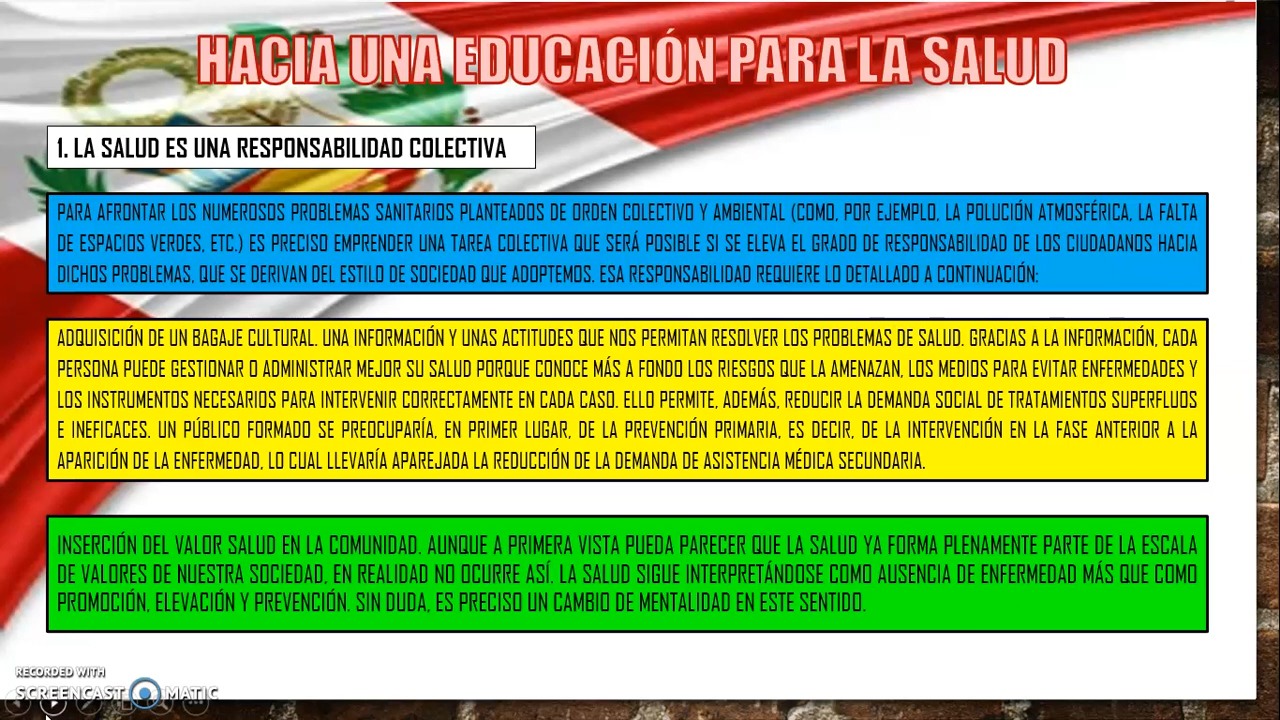 HACIA UNA EDUCACIÓN PARA LA SALUD
1. LA SALUD ES UNA RESPONSABILIDAD COLECTIVA
PARA AFRONTAR LOS NUMEROSOS PROBLEMAS SANITARIOS PLANTEADOS DE ORDEN COLECTIVO Y AMBIENTAL (COMO, POR EJEMPLO, LA POLUCIÓN ATMOSFÉRICA, LA FALTA
DE ESPACIOS VERDES, ETC.) ES PRECISO EMPRENDER UNA TAREA COLECTIVA QUE SERÁ POSIBLE SI SE ELEVA EL GRADO DE RESPONSABILIDAD DE LOS CIUDADANOS HACIA
DICHOS PROBLEMAS, QUE SE DERIVAN DEL ESTILO DE SOCIEDAD QUE ADOPTEMOS. ESA RESPONSABILIDAD REQUIERE LO DETALLADO A CONTINUACIÓN:
ADQUISICIÓN DE UN BAGAJE CULTURAL. UNA INFORMACIÓN Y UNAS ACTITUDES QUE NOS PERMITAN RESOLVER LOS PROBLEMAS DE SALUD. GRACIAS A LA INFORMACIÓN, CADA
PERSONA PUEDE GESTIONAR O ADMINISTRAR MEJOR SU SALUD PORQUE CONOCE MÁS A FONDO LOS RIESGOS QUE LA AMENAZAN, LOS MEDIOS PARA EVITAR ENFERMEDADES Y
LOS INSTRUMENTOS NECESARIOS PARA INTERVENIR CORRECTAMENTE EN CADA CASO. ELLO PERMITE, ADEMÁS, REDUCIR LA DEMANDA SOCIAL DE TRATAMIENTOS SUPERFLUOS
E INEFICACES. UN PÚBLICO FORMADO SE PREOCUPARÍA, EN PRIMER LUGAR, DE LA PREVENCIÓN PRIMARIA, ES DECIR, DE LA INTERVENCIÓN EN LA FASE ANTERIOR A LA
APARICIÓN DE LA ENFERMEDAD, LO CUAL LLEVARÍA APAREJADA LA REDUCCIÓN DE LA DEMANDA DE ASISTENCIA MÉDICA SECUNDARIA.
INSERCIÓN DEL VALOR SALUD EN LA COMUNIDAD. AUNQUE A PRIMERA VISTA PUEDA PARECER QUE LA SALUD YA FORMA PLENAMENTE PARTE DE LA ESCALA
DE VALORES DE NUESTRA SOCIEDAD, EN REALIDAD NO OCURRE ASÍ. LA SALUD SIGUE INTERPRETÁNDOSE COMO AUSENCIA DE ENFERMEDAD MÁS QUE COMO
PROMOCIÓN, ELEVACIÓN Y PREVENCIÓN. SIN DUDA, ES PRECISO UN CAMBIO DE MENTALIDAD EN ESTE SENTIDO.
RECORDED WITH
SCREENCAST MATIC